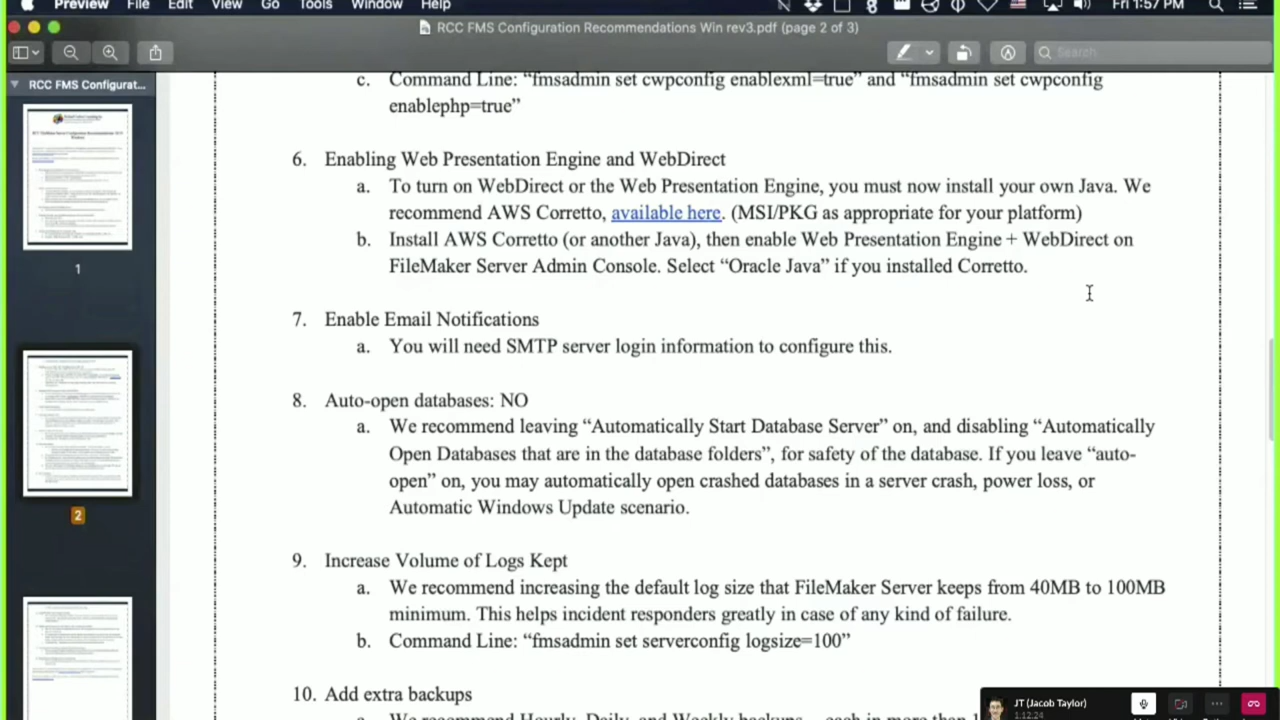 Preview File Edit View Go Tools Window Help Fri 1:57 PM
RCC FMS Configuration Recommendations Win rev3.pdf (page 2 of 3)
Search
RCC FMS Configurat...
1
2
c. Command Line: “fmsadmin set cwpconfig enablexml=true” and “fmsadmin set cwpconfig
enablephp=true”
6. Enabling Web Presentation Engine and WebDirect
a. To turn on WebDirect or the Web Presentation Engine, you must now install your own Java. We
recommend AWS Corretto, available here. (MSI/PKG as appropriate for your platform)
b. Install AWS Corretto (or another Java), then enable Web Presentation Engine + WebDirect on
FileMaker Server Admin Console. Select “Oracle Java” if you installed Corretto.
7. Enable Email Notifications
a. You will need SMTP server login information to configure this.
8. Auto-open databases: NO
a. We recommend leaving “Automatically Start Database Server” on, and disabling “Automatically
Open Databases that are in the database folders”, for safety of the database. If you leave “auto-
open” on, you may automatically open crashed databases in a server crash, power loss, or
Automatic Windows Update scenario.
9. Increase Volume of Logs Kept
a. We recommend increasing the default log size that FileMaker Server keeps from 40MB to 100MB
minimum. This helps incident responders greatly in case of any kind of failure.
b. Command Line: “fmsadmin set serverconfig logsize=100”
10. Add extra backups
a. We recommend Hourly, Daily, and Weekly backups
JT (Jacob Taylor)
1:12:24